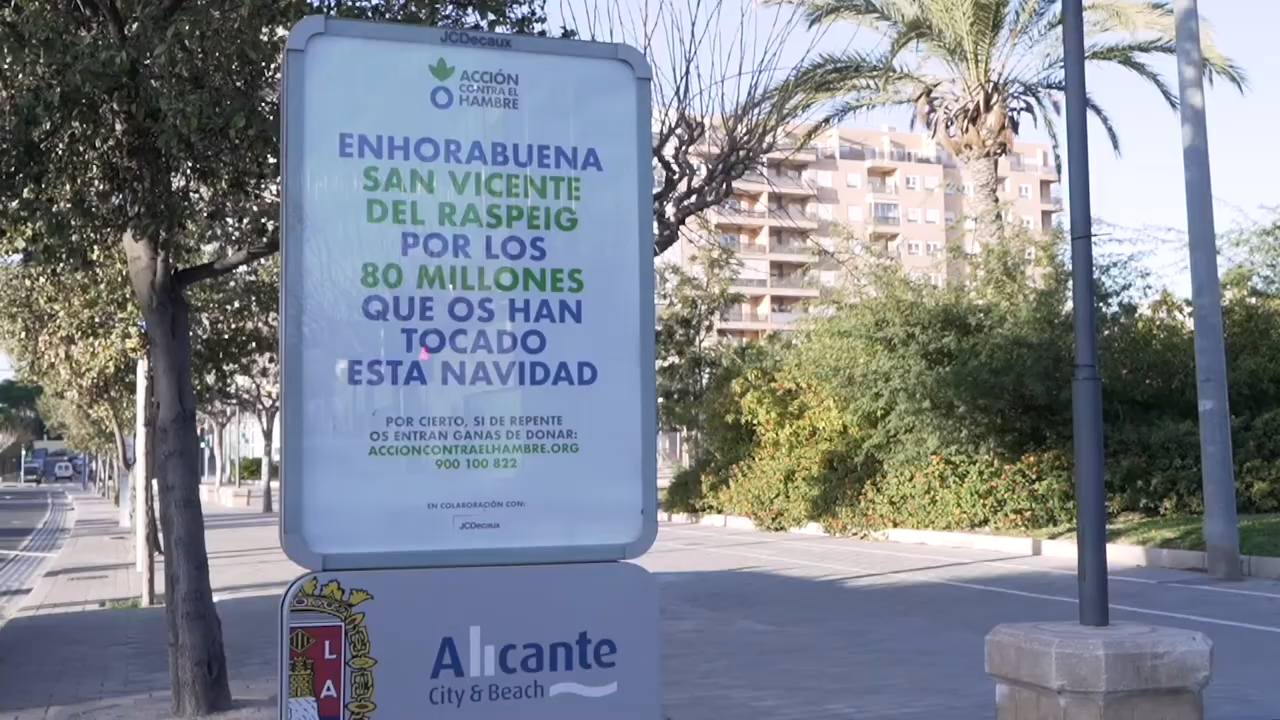 JCDecaux
ACCIÓN
CONTRA EL
HAMBRE
ENHORABUENA
SAN VICENTE
DEL RASPEIG
POR LOS
80 MILLONES
QUE OS HAN
TOCADO
ESTA NAVIDAD
POR CIERTO, SI DE REPENTE
OS ENTRAN GANAS DE DONAR:
ACCIONCONTRAELHAMBRE.ORG
900 100 822
EN COLABORACIÓN CON:
JCDecaux
L
A
Alicante
City & Beach